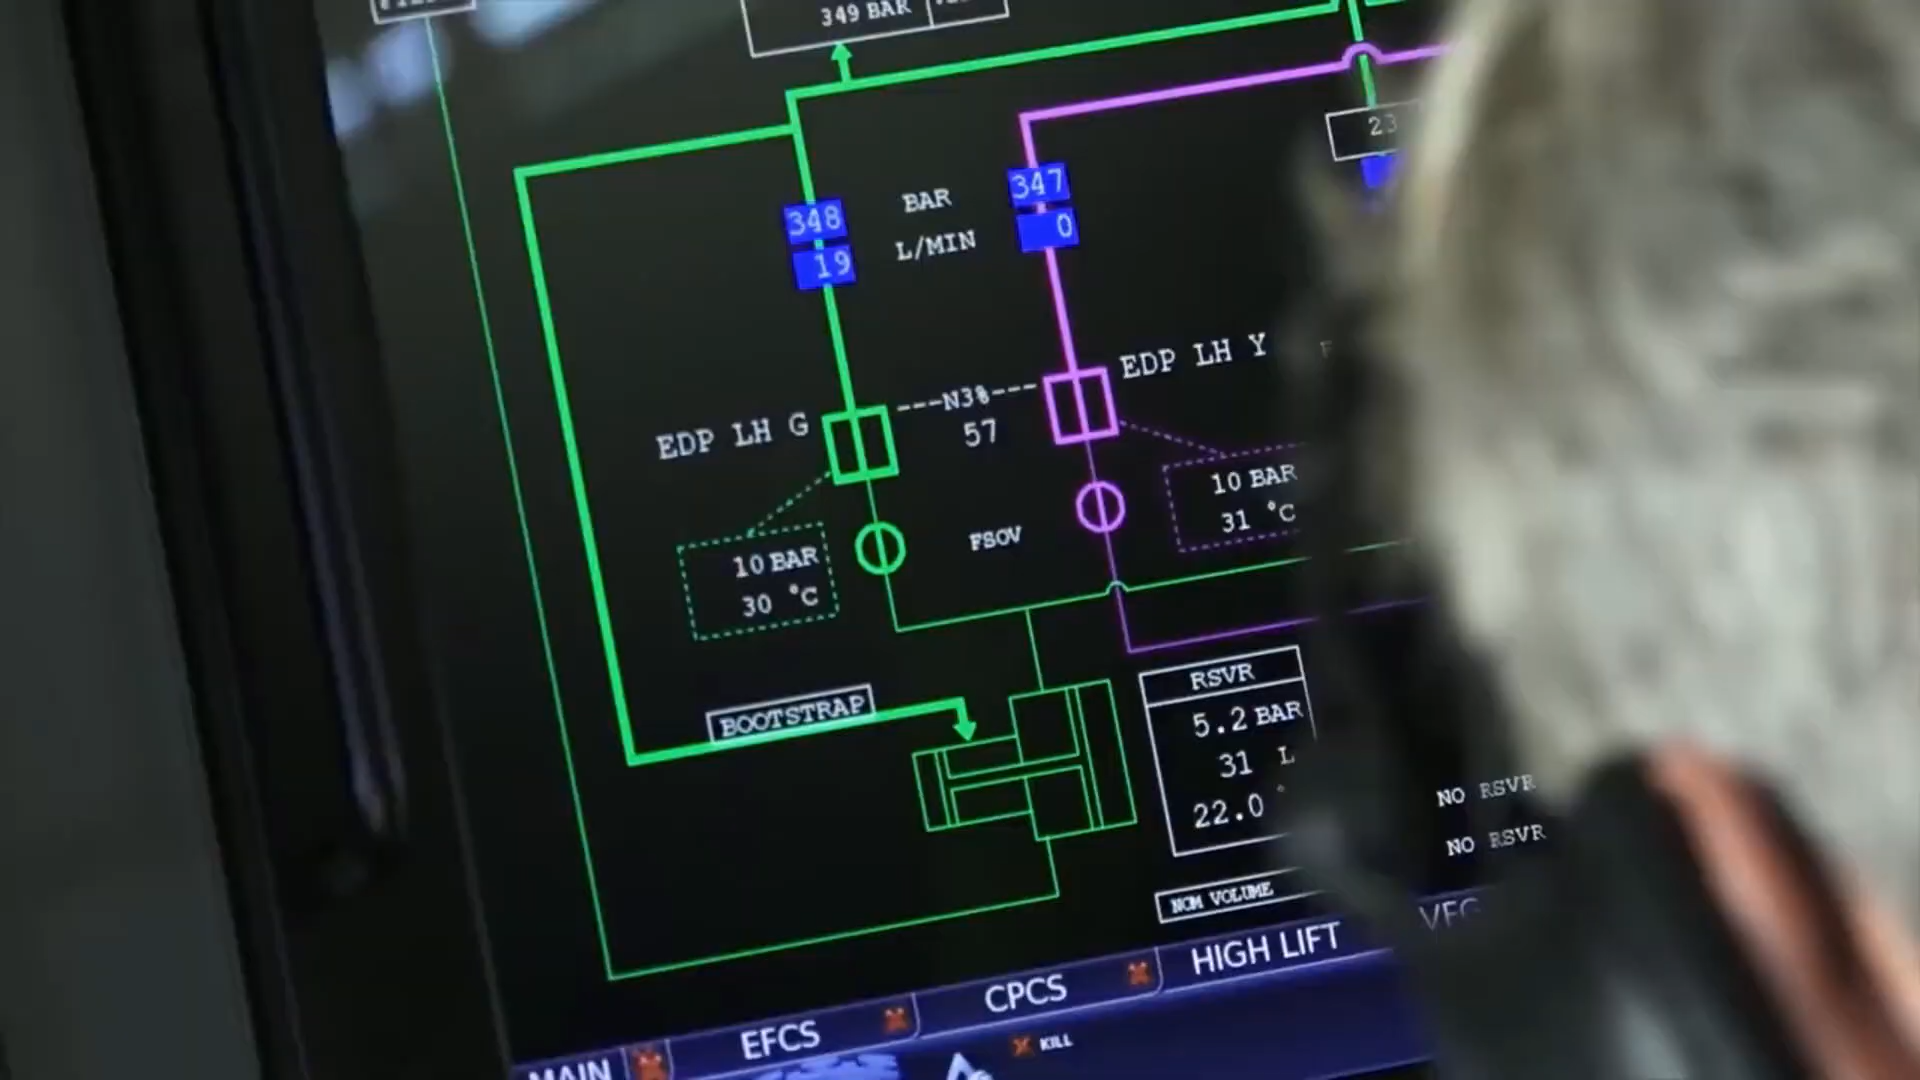 349 BAR
23
348
BAR
347
19
L/MIN
0
EDP LH G
---N3%---
57
EDP LH Y
10 BAR
30 °C
FSOV
10 BAR
31 °C
BOOTSTRAP
RSVR
5.2 BAR
31 L
22.0 °
NO RSVR
NO RSVR
NOM VOLUME
MAIN
EFCS
CPCS
HIGH LIFT
VFG
KILL